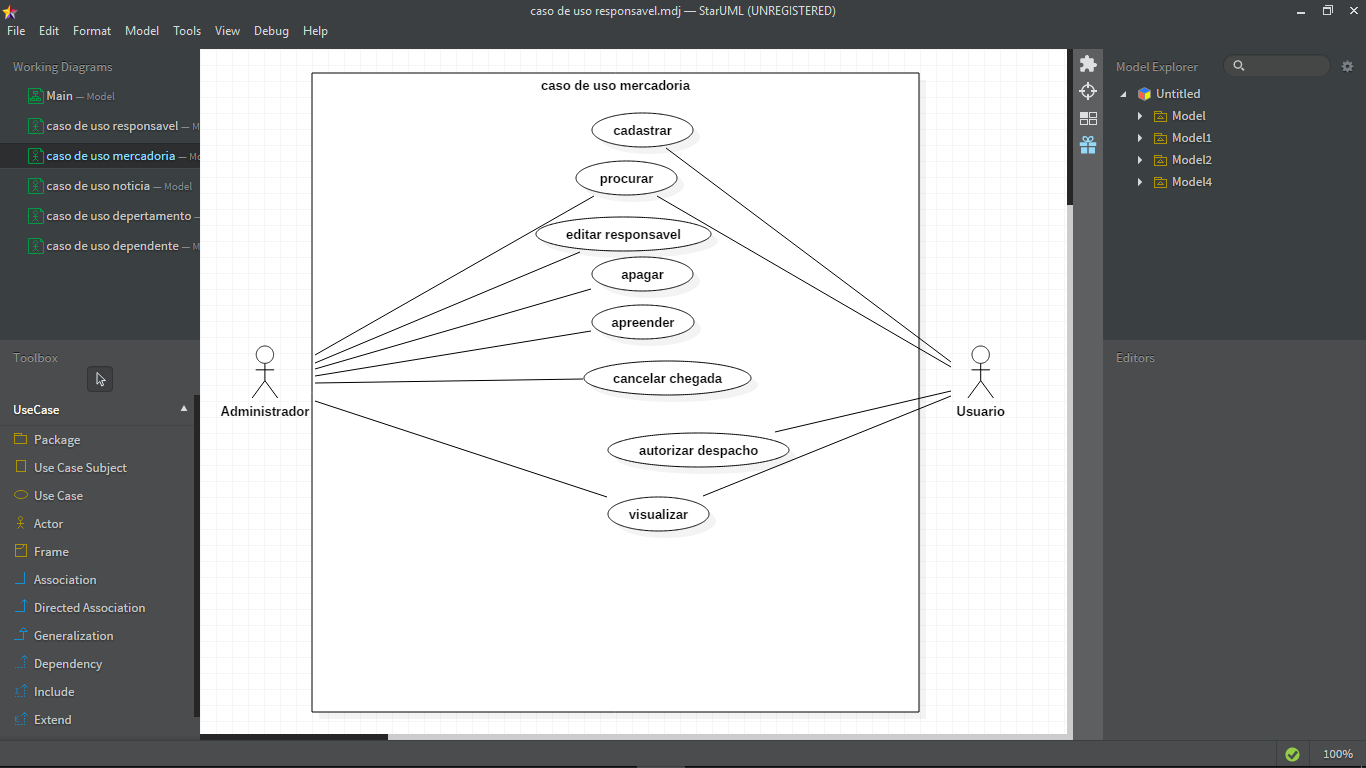 caso de uso responsavel.mdj — StarUML (UNREGISTERED)
File Edit Format Model Tools View Debug Help
Working Diagrams
Main — Model
caso de uso responsavel — M
caso de uso mercadoria — Mo
caso de uso noticia — Model
caso de uso depertamento —
caso de uso dependente — M
Toolbox
UseCase
Package
Use Case Subject
Use Case
Actor
Frame
Association
Directed Association
Generalization
Dependency
Include
Extend
caso de uso mercadoria
cadastrar
procurar
editar responsavel
apagar
apreender
cancelar chegada
autorizar despacho
visualizar
Administrador
Usuario
Model Explorer
Untitled
Model
Model1
Model2
Model4
Editors
100%